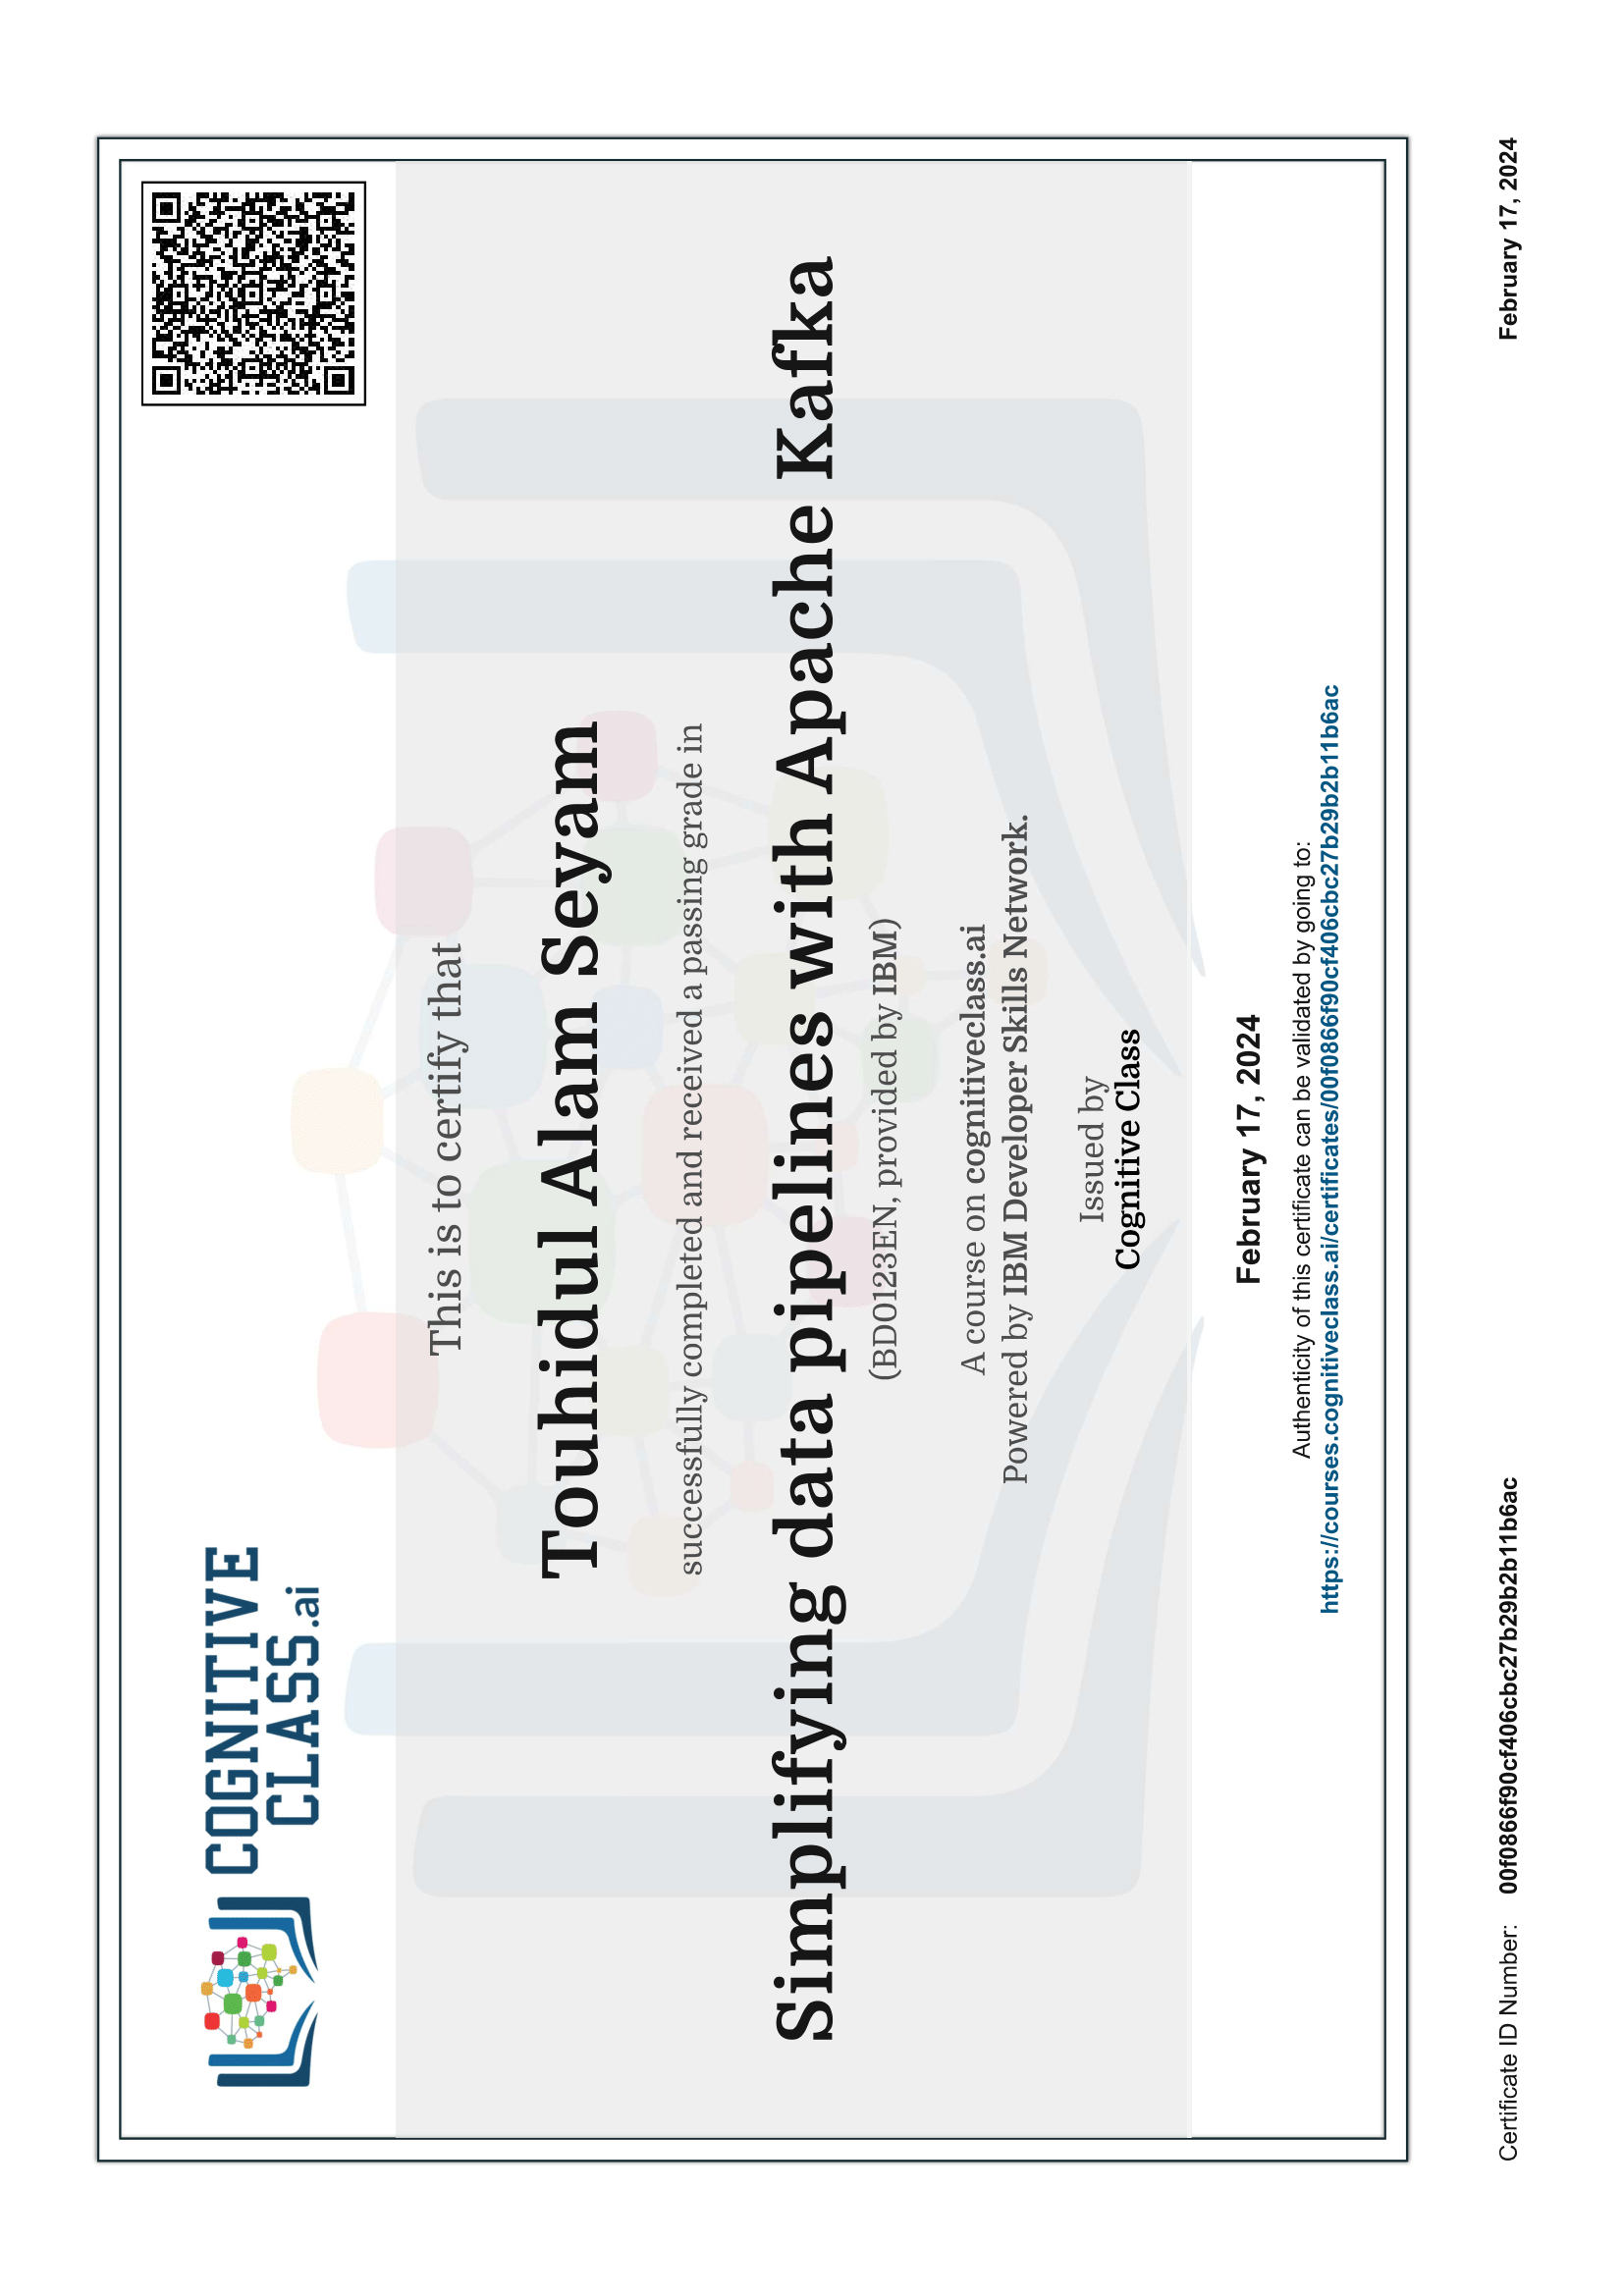 COGNITIVE
CLASS.ai
This is to certify that
Touhidul Alam Seyam
successfully completed and received a passing grade in
Simplifying data pipelines with Apache Kafka
(BD0123EN, provided by IBM)
A course on cognitiveclass.ai
Powered by IBM Developer Skills Network.
Issued by
Cognitive Class
February 17, 2024
Authenticity of this certificate can be validated by going to:
https://courses.cognitiveclass.ai/certificates/00f0866f90cf406cbc27b29b2b11b6ac
Certificate ID Number: 00f0866f90cf406cbc27b29b2b11b6ac
February 17, 2024